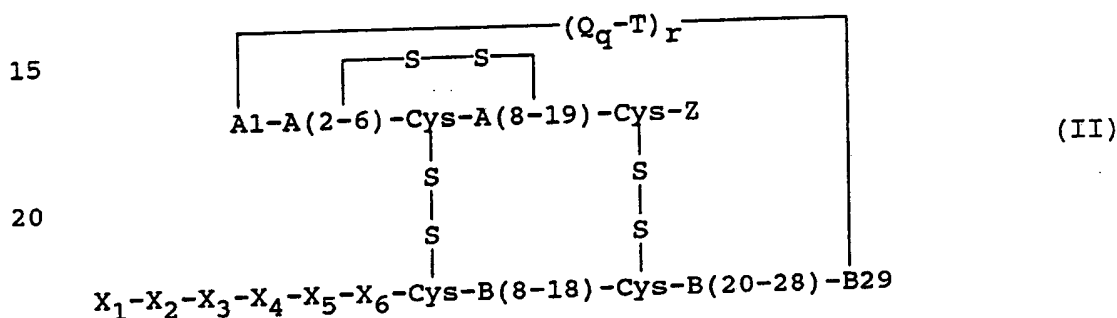 (Q_q-T)_r
15
S S
A1-A(2-6)-Cys-A(8-19)-Cys-Z
(II)
S S
20
S S
X_1-X_2-X_3-X_4-X_5-X_6-Cys-B(8-18)-Cys-B(20-28)-B29